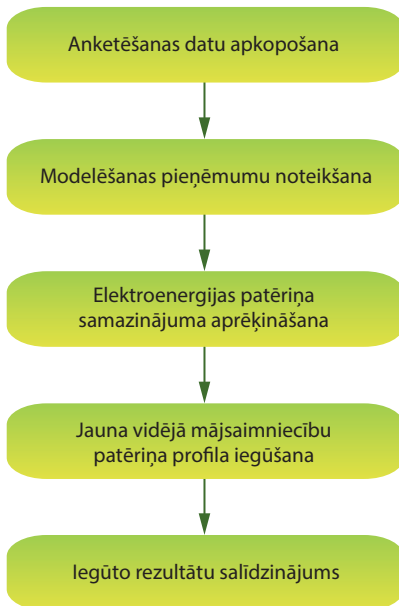 Anketēšanas datu apkopošana
Modelēšanas pieņēmumu noteikšana
Elektroenerģijas patēriņa
samazinājuma aprēķināšana
Jauna vidējā mājsaimniecību
patēriņa profila iegūšana
Iegūto rezultātu salīdzinājums